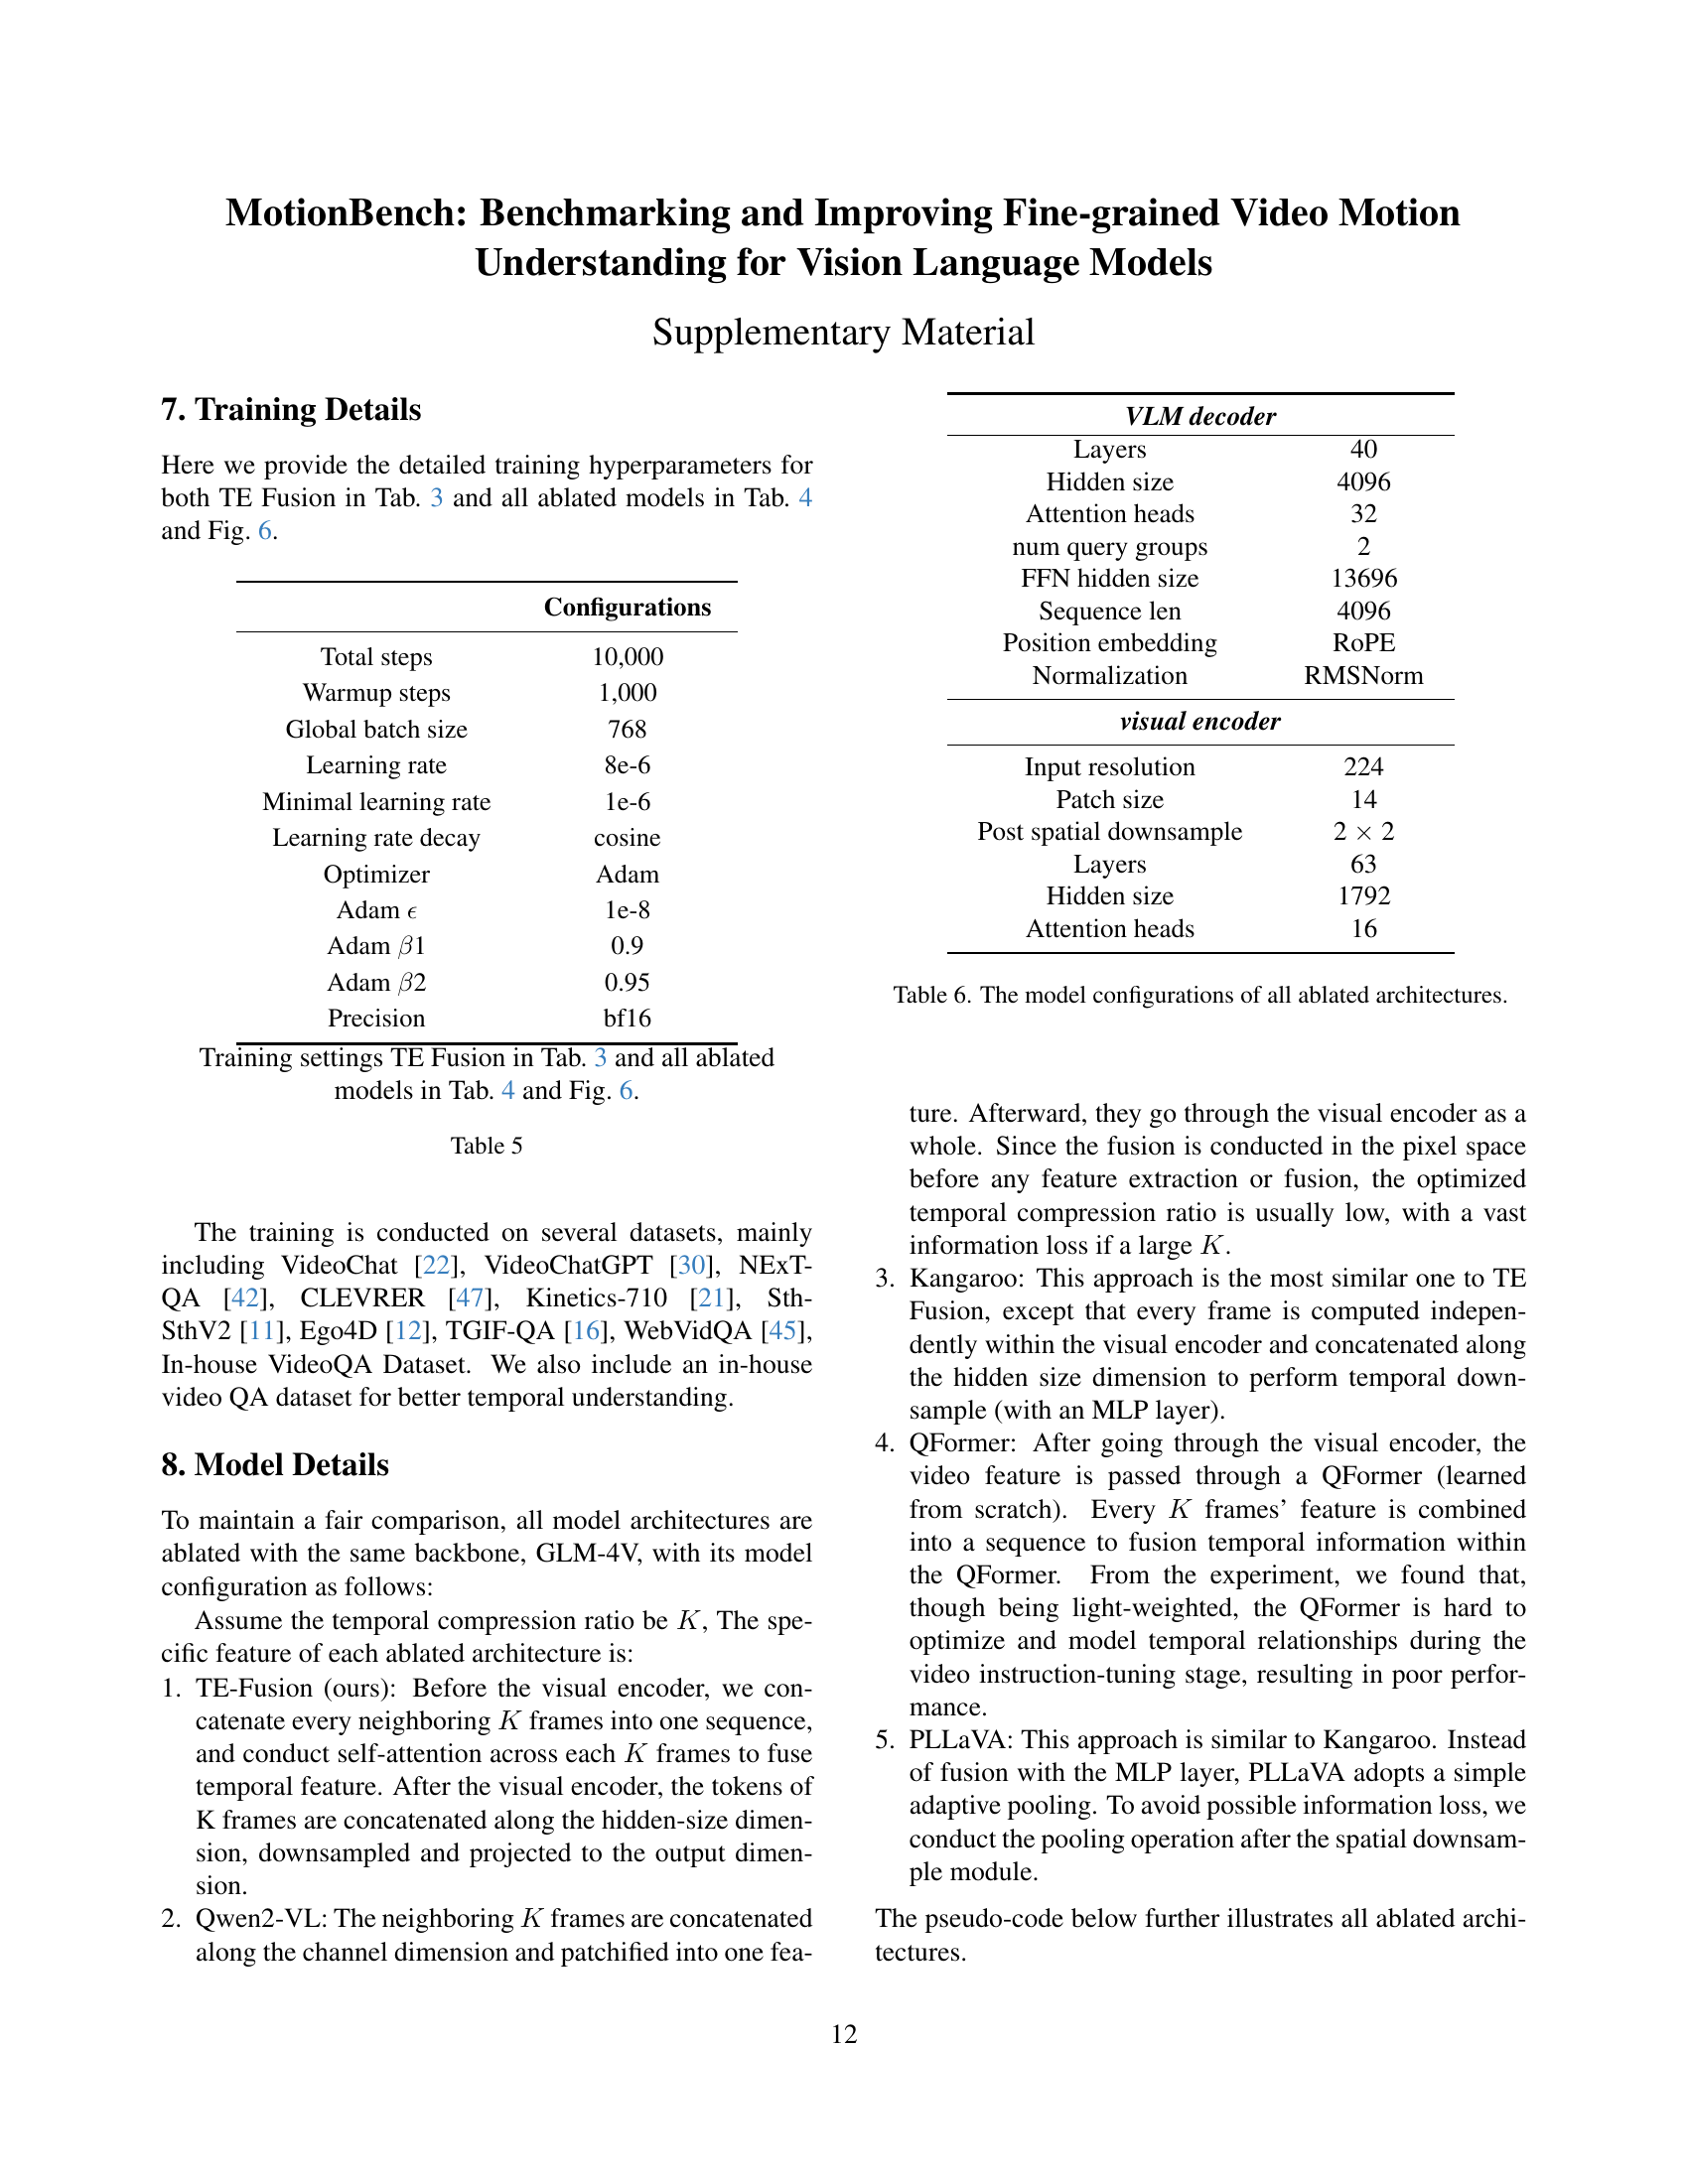 MotionBench: Benchmarking and Improving Fine-grained Video Motion
Understanding for Vision Language Models
Supplementary Material
7. Training Details
Here we provide the detailed training hyperparameters for
both TE Fusion in Tab. 3 and all ablated models in Tab. 4
and Fig. 6.
Configurations
Total steps 10,000
Warmup steps 1,000
Global batch size 768
Learning rate 8e-6
Minimal learning rate 1e-6
Learning rate decay cosine
Optimizer Adam
Adam ϵ 1e-8
Adam β1 0.9
Adam β2 0.95
Precision bf16
Training settings TE Fusion in Tab. 3 and all ablated
models in Tab. 4 and Fig. 6.
Table 5
The training is conducted on several datasets, mainly
including VideoChat [22], VideoChatGPT [30], NExT-
QA [42], CLEVRER [47], Kinetics-710 [21], Sth-
SthV2 [11], Ego4D [12], TGIF-QA [16], WebVidQA [45],
In-house VideoQA Dataset. We also include an in-house
video QA dataset for better temporal understanding.
8. Model Details
To maintain a fair comparison, all model architectures are
ablated with the same backbone, GLM-4V, with its model
configuration as follows:
Assume the temporal compression ratio be K, The spe-
cific feature of each ablated architecture is:
1. TE-Fusion (ours): Before the visual encoder, we con-
catenate every neighboring K frames into one sequence,
and conduct self-attention across each K frames to fuse
temporal feature. After the visual encoder, the tokens of
K frames are concatenated along the hidden-size dimen-
sion, downsampled and projected to the output dimen-
sion.
2. Qwen2-VL: The neighboring K frames are concatenated
along the channel dimension and patchified into one fea-
VLM decoder
Layers 40
Hidden size 4096
Attention heads 32
num query groups 2
FFN hidden size 13696
Sequence len 4096
Position embedding RoPE
Normalization RMSNorm
visual encoder
Input resolution 224
Patch size 14
Post spatial downsample 2 × 2
Layers 63
Hidden size 1792
Attention heads 16
Table 6. The model configurations of all ablated architectures.
ture. Afterward, they go through the visual encoder as a
whole. Since the fusion is conducted in the pixel space
before any feature extraction or fusion, the optimized
temporal compression ratio is usually low, with a vast
information loss if a large K.
3. Kangaroo: This approach is the most similar one to TE
Fusion, except that every frame is computed indepen-
dently within the visual encoder and concatenated along
the hidden size dimension to perform temporal down-
sample (with an MLP layer).
4. QFormer: After going through the visual encoder, the
video feature is passed through a QFormer (learned
from scratch). Every K frames' feature is combined
into a sequence to fusion temporal information within
the QFormer. From the experiment, we found that,
though being light-weighted, the QFormer is hard to
optimize and model temporal relationships during the
video instruction-tuning stage, resulting in poor perfor-
mance.
5. PLLaVA: This approach is similar to Kangaroo. Instead
of fusion with the MLP layer, PLLaVA adopts a simple
adaptive pooling. To avoid possible information loss, we
conduct the pooling operation after the spatial downsam-
ple module.
The pseudo-code below further illustrates all ablated archi-
tectures.
12